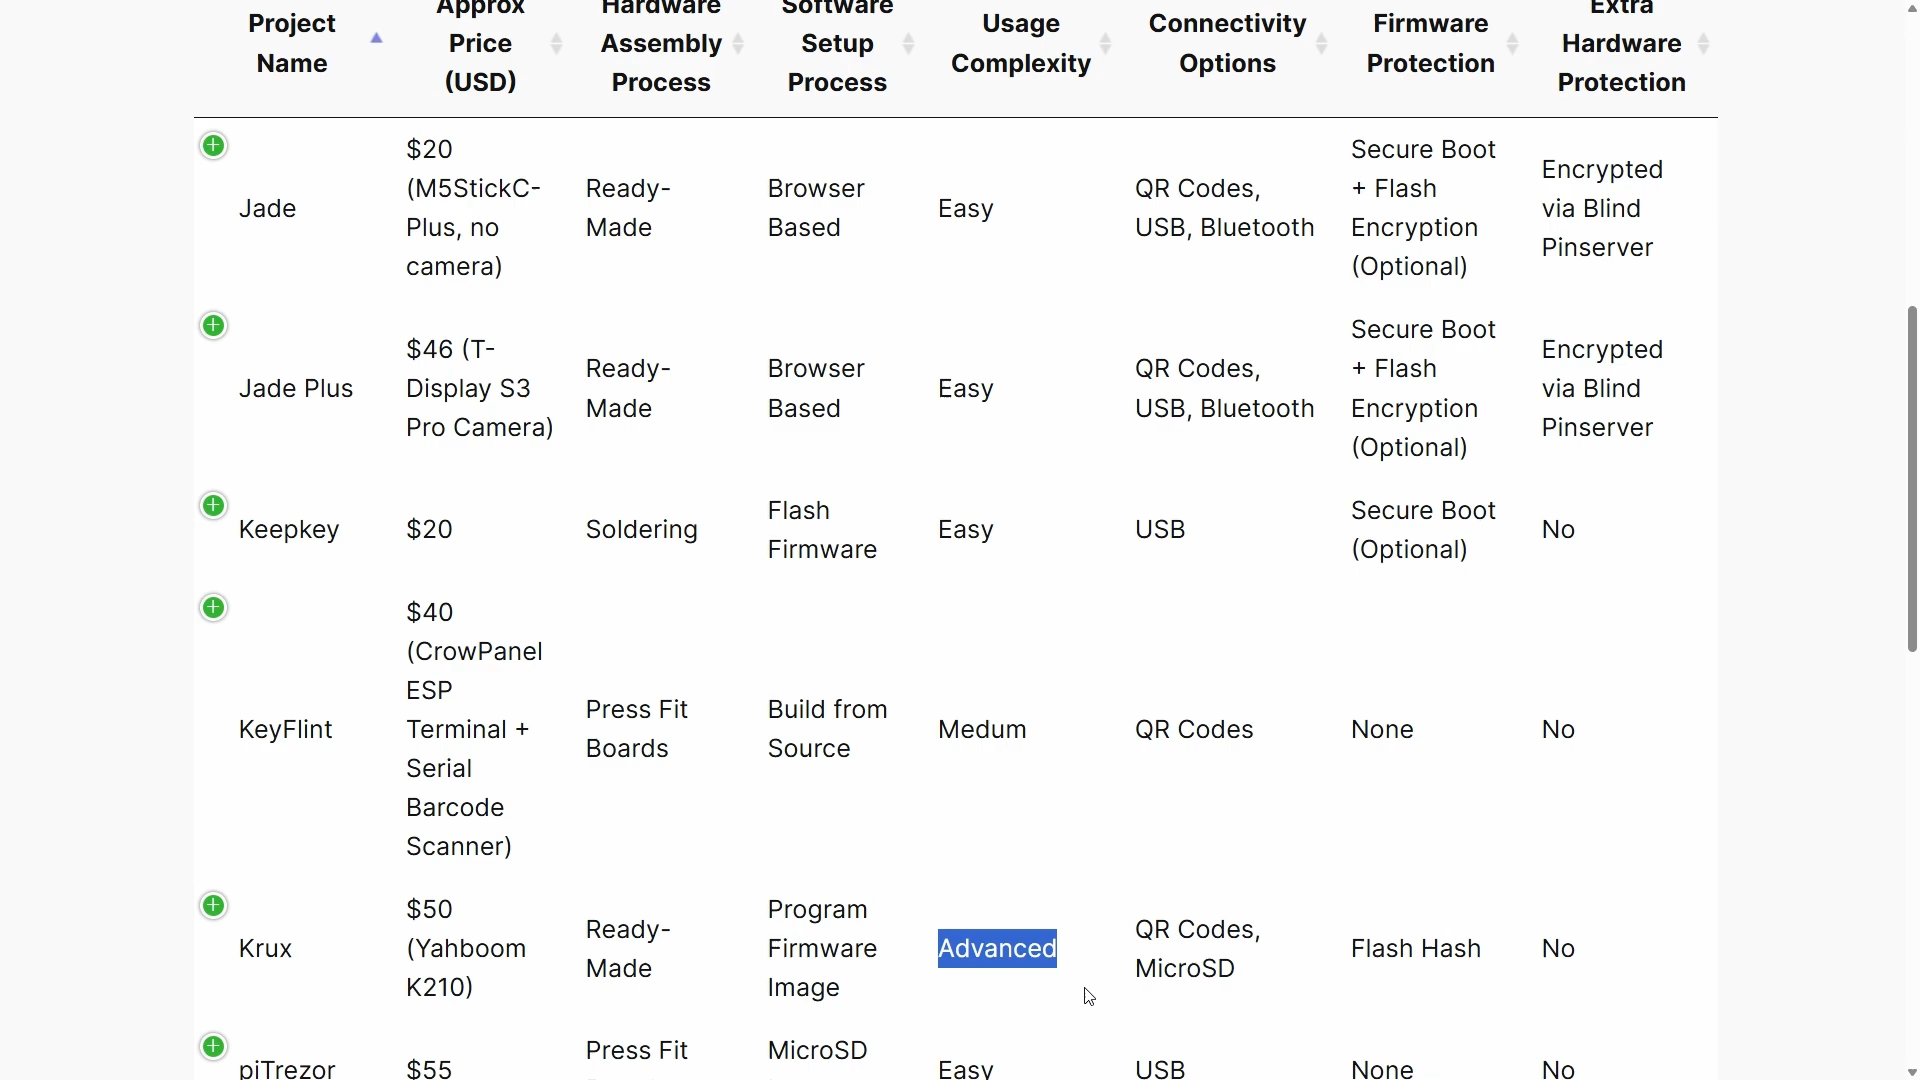 Project
Name
Approx
Price
(USD)
Hardware
Assembly
Process
Software
Setup
Process
Usage
Complexity
Connectivity
Options
Firmware
Protection
Extra
Hardware
Protection
Jade
$20
(M5StickC-
Plus, no
camera)
Ready-
Made
Browser
Based
Easy
QR Codes,
USB, Bluetooth
Secure Boot
+ Flash
Encryption
(Optional)
Encrypted
via Blind
Pinserver
Jade Plus
$46 (T-
Display S3
Pro Camera)
Ready-
Made
Browser
Based
Easy
QR Codes,
USB, Bluetooth
Secure Boot
+ Flash
Encryption
(Optional)
Encrypted
via Blind
Pinserver
Keepkey
$20
Soldering
Flash
Firmware
Easy
USB
Secure Boot
(Optional)
No
KeyFlint
$40
(CrowPanel
ESP
Terminal +
Serial
Barcode
Scanner)
Press Fit
Boards
Build from
Source
Medum
QR Codes
None
No
Krux
$50
(Yahboom
K210)
Ready-
Made
Program
Firmware
Image
Advanced
QR Codes,
MicroSD
Flash Hash
No
piTrezor
$55
Press Fit
MicroSD
Easy
USB
None
No